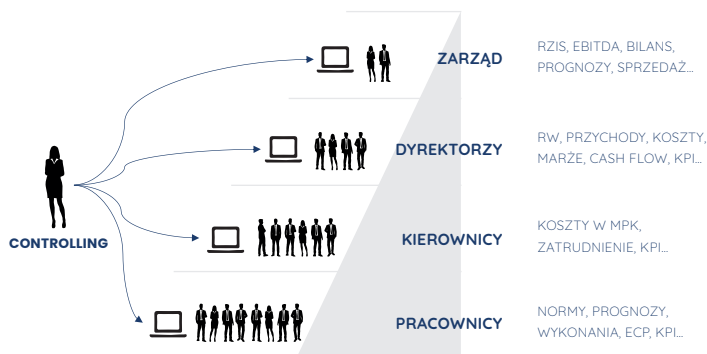 ZARZĄD
RZIS, EBITDA, BILANS,
PROGNOZY, SPRZEDAŻ...
DYREKTORZY
RW, PRZYCHODY, KOSZTY,
MARŻE, CASH FLOW, KPI...
CONTROLLING
KIEROWNICY
KOSZTY W MPK,
ZATRUDNIENIE, KPI...
PRACOWNICY
NORMY, PROGNOZY,
WYKONANIA, ECP, KPI...